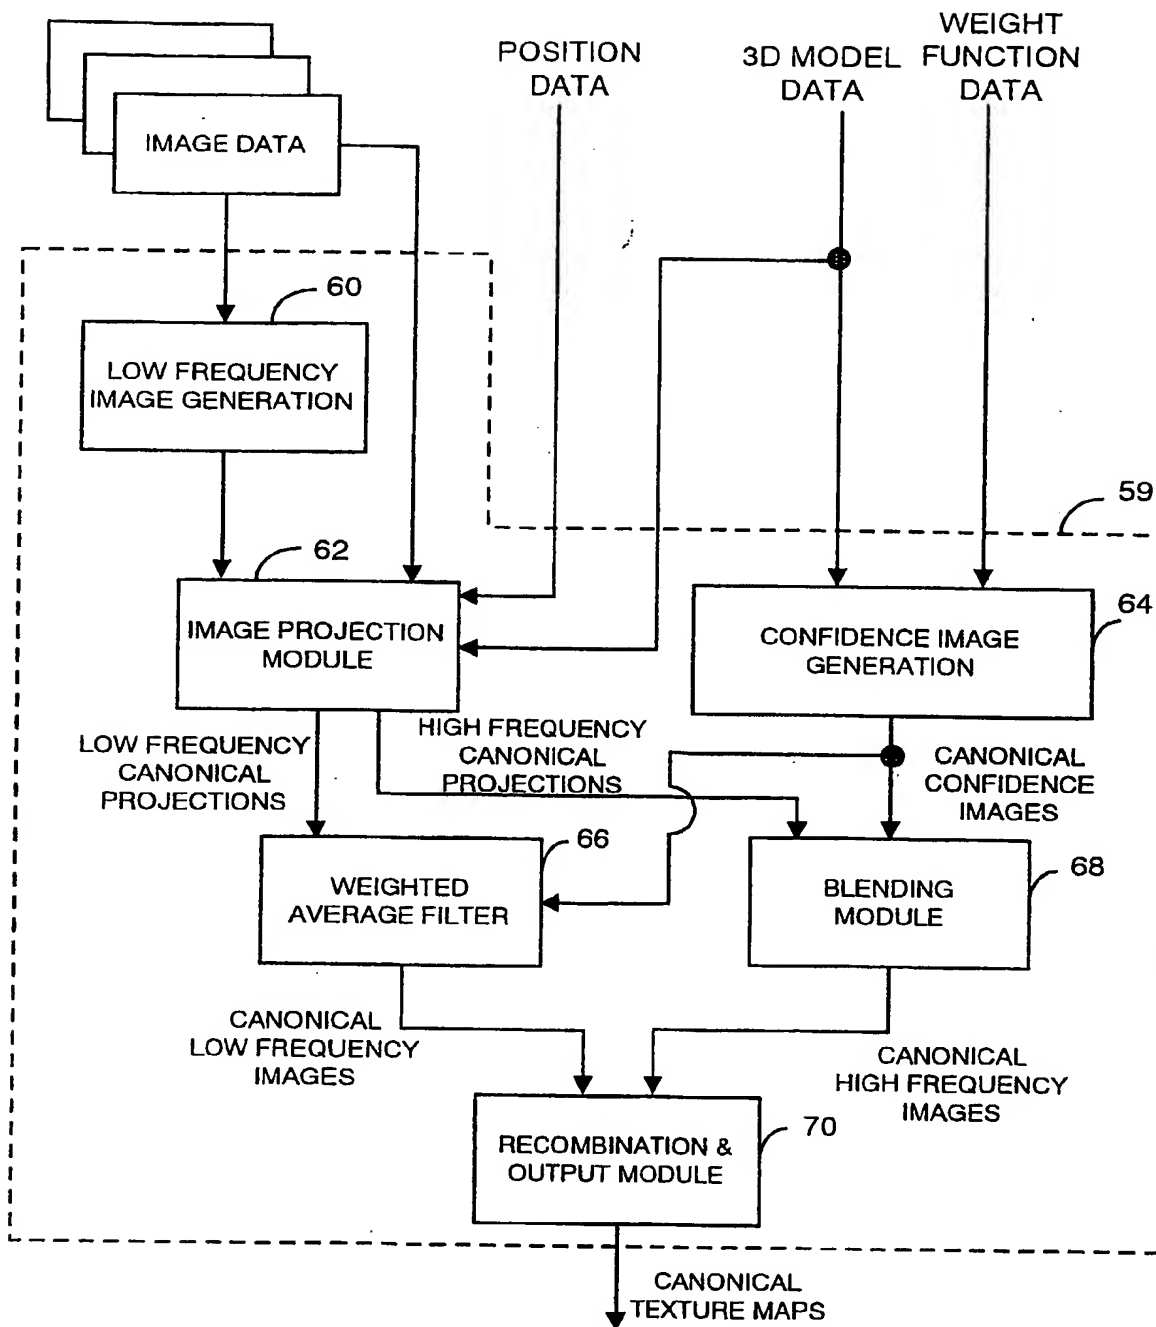 POSITION
DATA
3D MODEL
DATA
WEIGHT
FUNCTION
DATA
IMAGE DATA
60
LOW FREQUENCY
IMAGE GENERATION
59
62
IMAGE PROJECTION
MODULE
64
CONFIDENCE IMAGE
GENERATION
LOW FREQUENCY
CANONICAL
PROJECTIONS
HIGH FREQUENCY
CANONICAL
PROJECTIONS
CANONICAL
CONFIDENCE
IMAGES
66
WEIGHTED
AVERAGE FILTER
68
BLENDING
MODULE
CANONICAL
LOW FREQUENCY
IMAGES
CANONICAL
HIGH FREQUENCY
IMAGES
70
RECOMBINATION &
OUTPUT MODULE
CANONICAL
TEXTURE MAPS